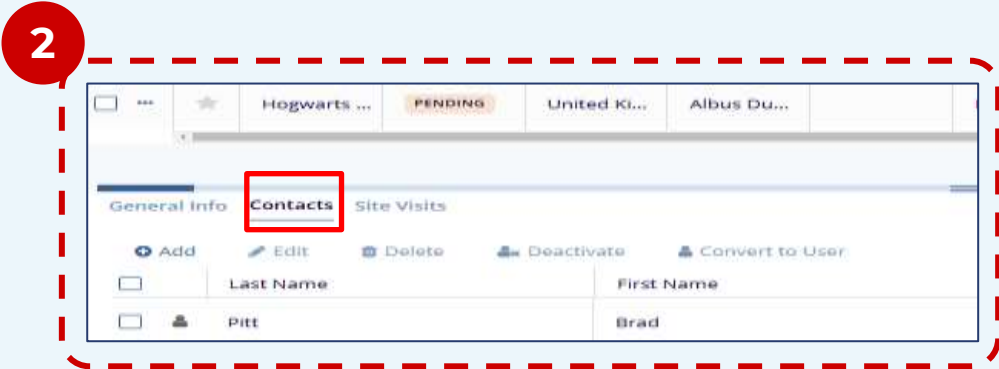 2
Hogwarts ... PENDING United Ki... Albus Du...
General Info Contacts Site Visits
Add Edit Delete Deactivate Convert to User
Last Name First Name
Pitt Brad